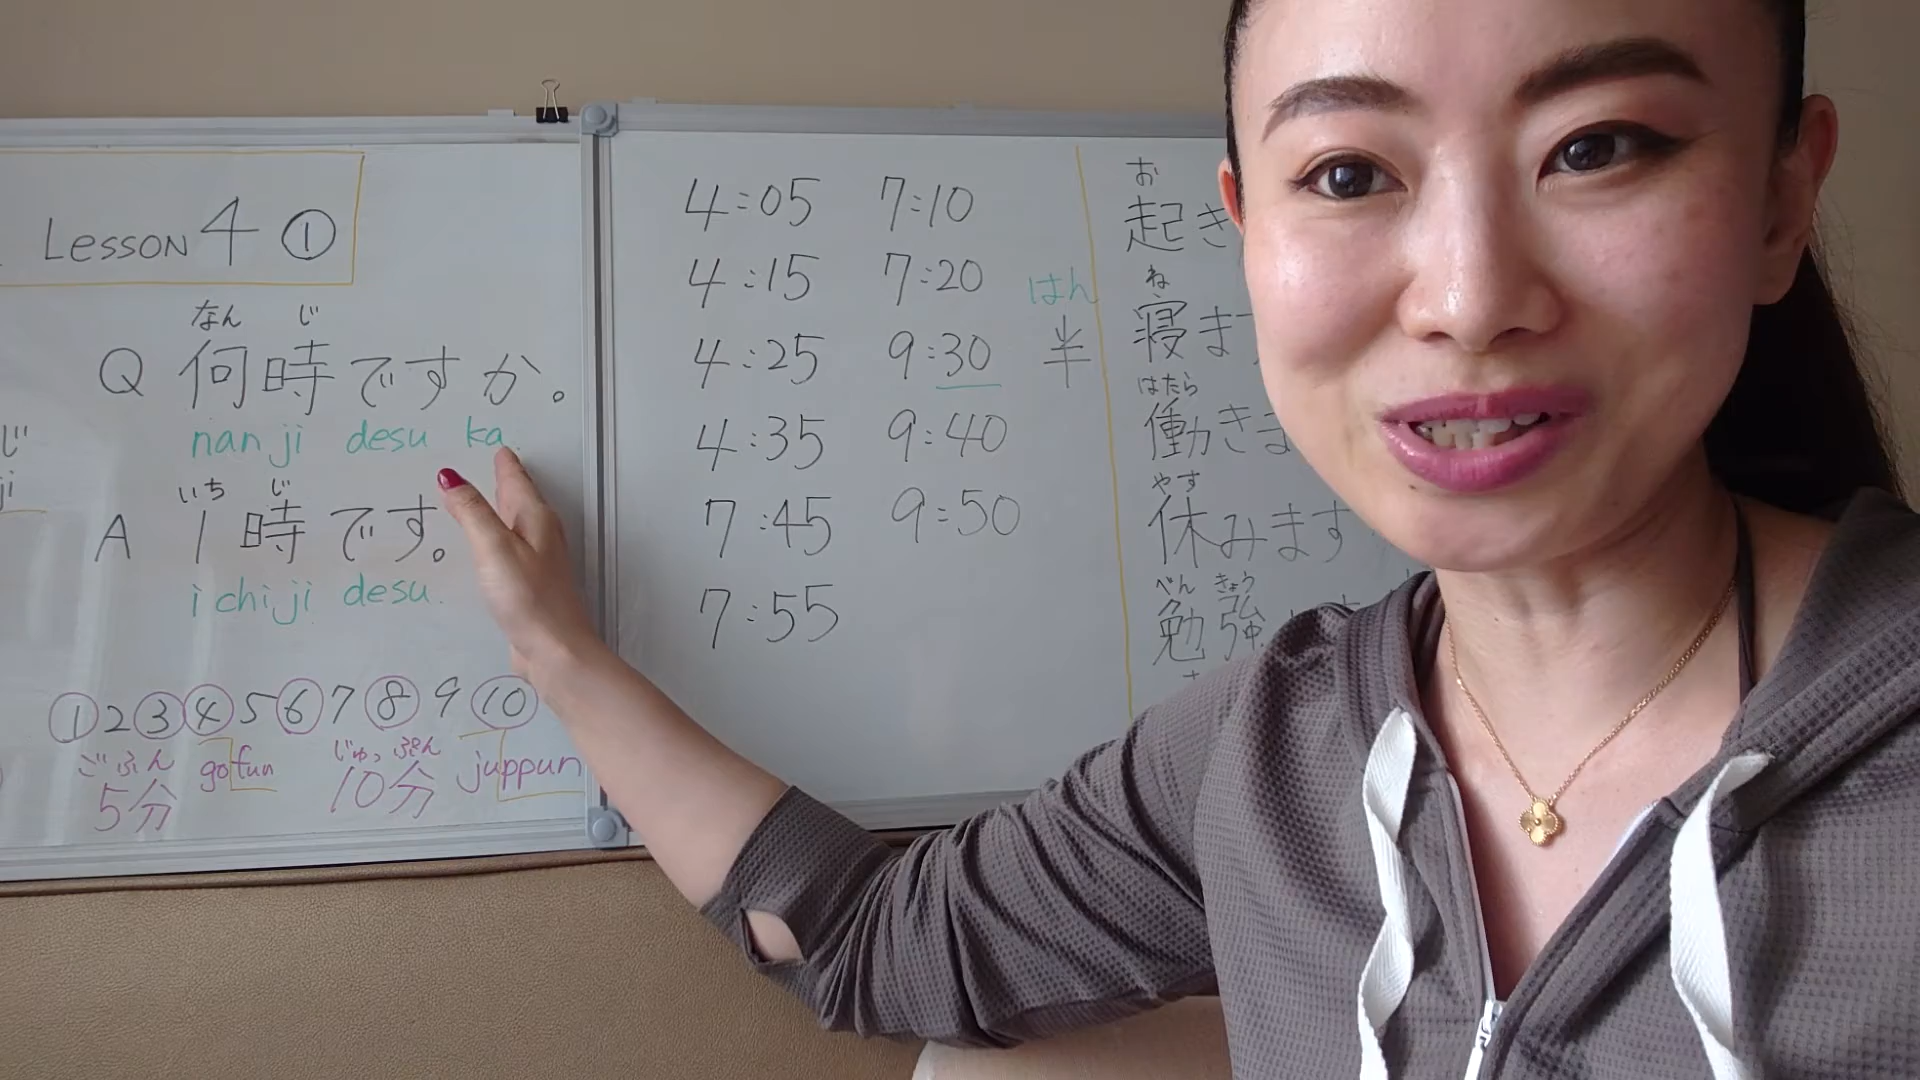 Lesson 4 ①
なん じ
Q 何時ですか。
nanji desu ka.
じ
ji
いち じ
A 1時です。
ichiji desu.
① 2 ③ ④ 5 ⑥ 7 ⑧ 9 ⑩
ごふん gofun じゅっぷん juppun
5分 10分
4:05 7:10
4:15 7:20
はん
4:25 9:30 半
4:35 9:40
7:45 9:50
7:55
お
起き
ね
寝ま
はたら
働きま
やす
休みます
べん きょう
勉強